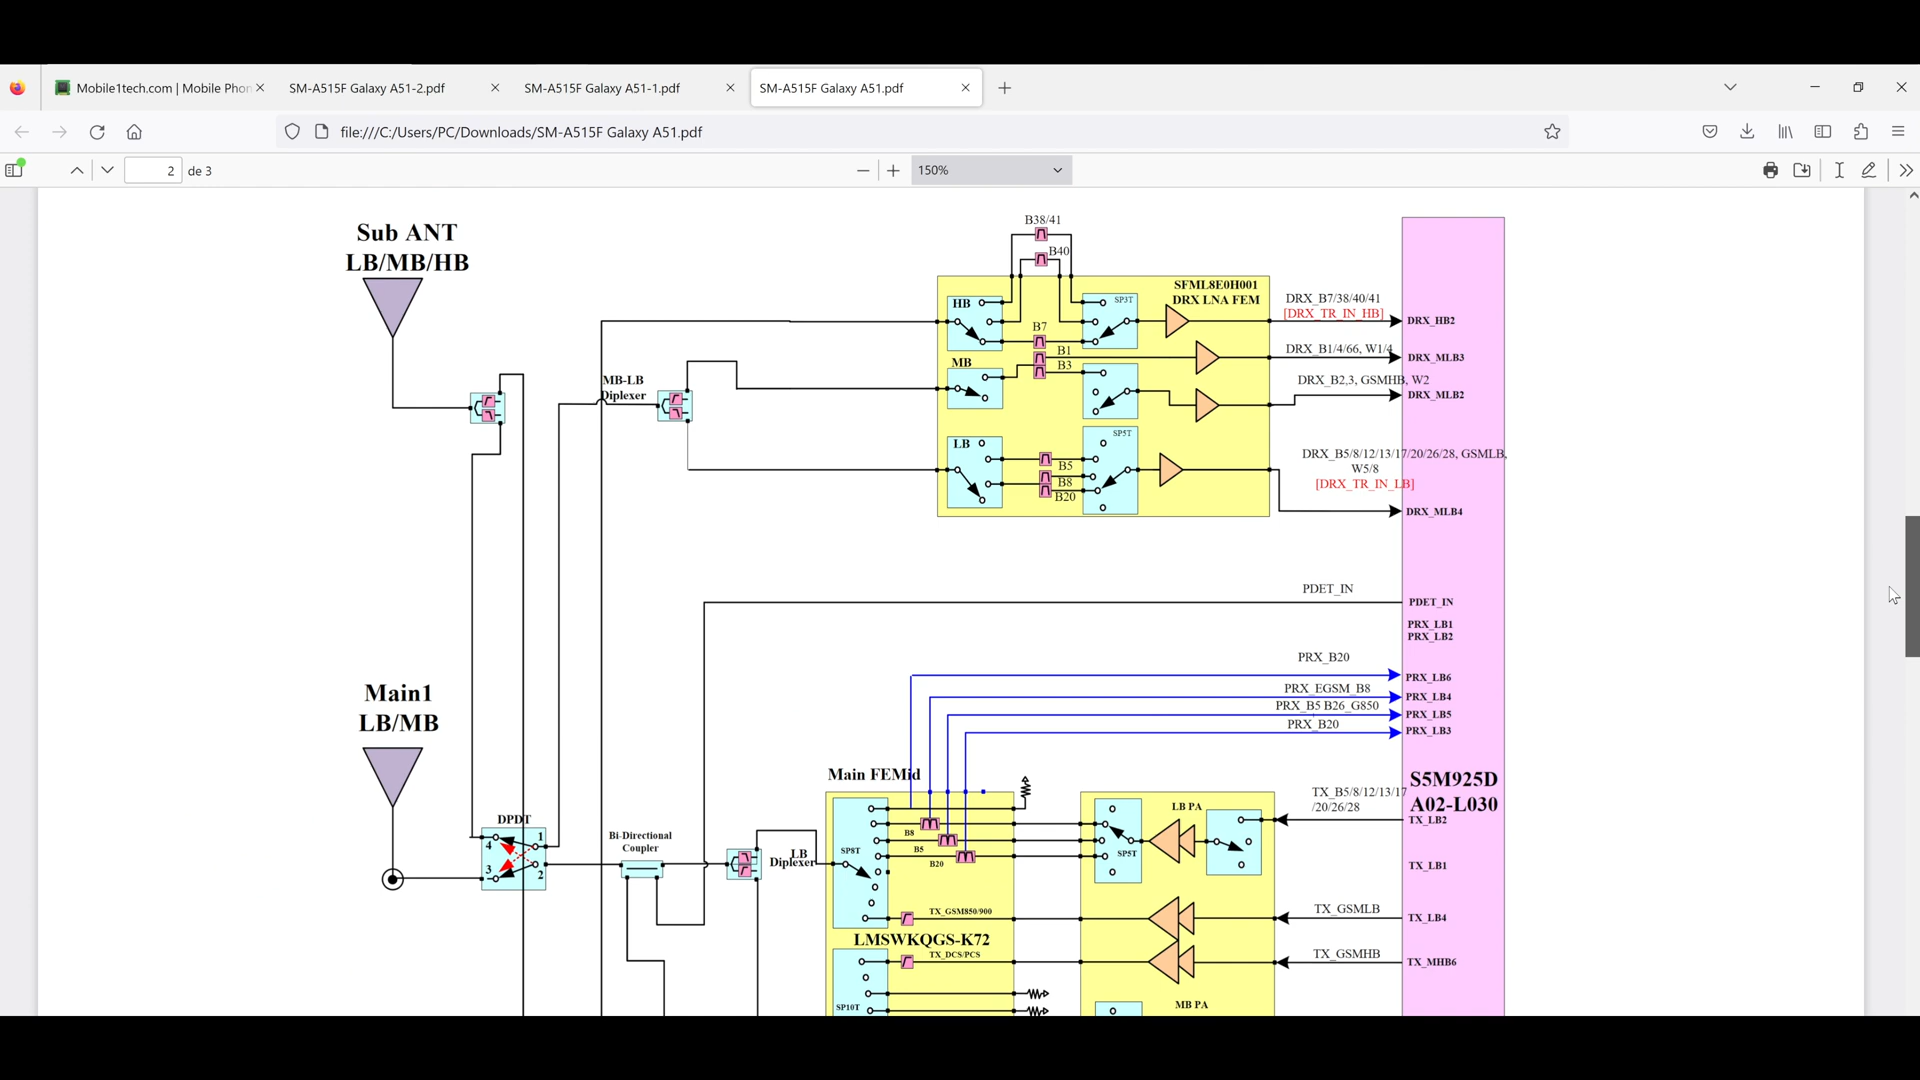 Mobile1tech.com | Mobile Phon
SM-A515F Galaxy A51-2.pdf
SM-A515F Galaxy A51-1.pdf
SM-A515F Galaxy A51.pdf
file:///C:/Users/PC/Downloads/SM-A515F Galaxy A51.pdf
2 de 3
150%
Sub ANT
LB/MB/HB
B38/41
B40
SFML8E0H001
DRX LNA FEM
HB
SP3T
B7
B1
B3
MB
MB-LB
Diplexer
LB
SP5T
B5
B8
B20
DRX_B7/38/40/41
[DRX_TR_IN_HB]
DRX_HB2
DRX_B1/4/66, W1/4
DRX_MLB3
DRX_B2,3, GSMHB, W2
DRX_MLB2
DRX_B5/8/12/13/17/20/26/28, GSMLB,
W5/8
[DRX_TR_IN_LB]
DRX_MLB4
PDET_IN
PDET_IN
PRX_LB1
PRX_LB2
PRX_B20
PRX_LB6
PRX_EGSM_B8
PRX_LB4
PRX_B5 B26_G850
PRX_LB5
PRX_B20
PRX_LB3
Main1
LB/MB
S5M925D
A02-L030
Main FEMid
TX_B5/8/12/13/17
/20/26/28
TX_LB2
LB PA
DPDT
1
4
3
2
Bi-Directional
Coupler
LB
Diplexer
SP8T
B8
B5
B20
SP5T
TX_LB1
TX_GSM850/900
TX_GSMLB
TX_LB4
LMSWKQGS-K72
TX_DCS/PCS
TX_GSMHB
TX_MHB6
SP10T
MB PA